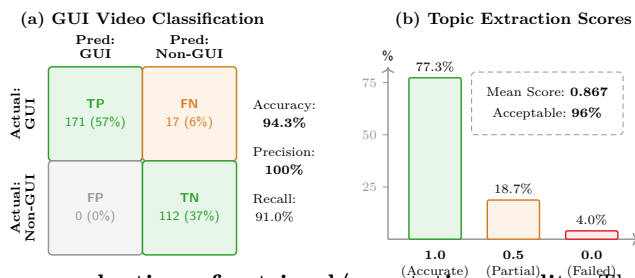 (a) GUI Video Classification
Pred: GUI
Pred: Non-GUI
Actual: GUI
TP
171 (57%)
FN
17 (6%)
Actual: Non-GUI
FP
0 (0%)
TN
112 (37%)
Accuracy:
94.3%
Precision:
100%
Recall:
91.0%
(b) Topic Extraction Scores
%
75
50
25
77.3%
18.7%
4.0%
Mean Score: 0.867
Acceptable: 96%
1.0
(Accurate)
0.5
(Partial)
0.0
(Failed)